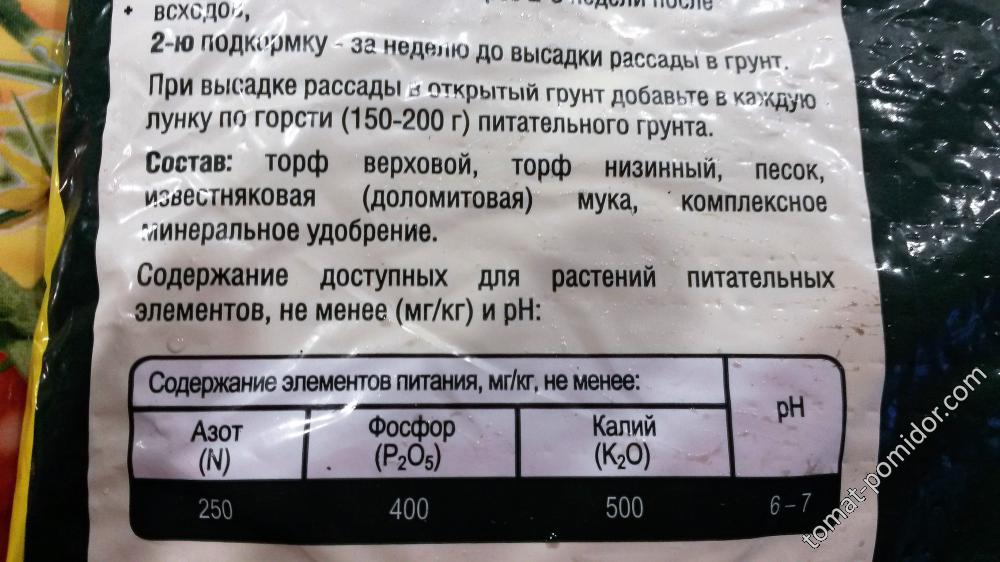 всходов,
недели после
2-ю подкормку - за неделю до высадки рассады в грунт.
При высадке рассады в открытый грунт добавьте в каждую
лунку по горсти (150-200 г) питательного грунта.
Состав: торф верховой, торф низинный, песок,
известняковая (доломитовая) мука, комплексное
минеральное удобрение.
Содержание доступных для растений питательных
элементов, не менее (мг/кг) и pH:
Содержание элементов питания, мг/кг, не менее:
pH
Азот Фосфор Калий
(N) (P₂O₅) (K₂O)
250 400 500 6 – 7
tomat-pomidor.com